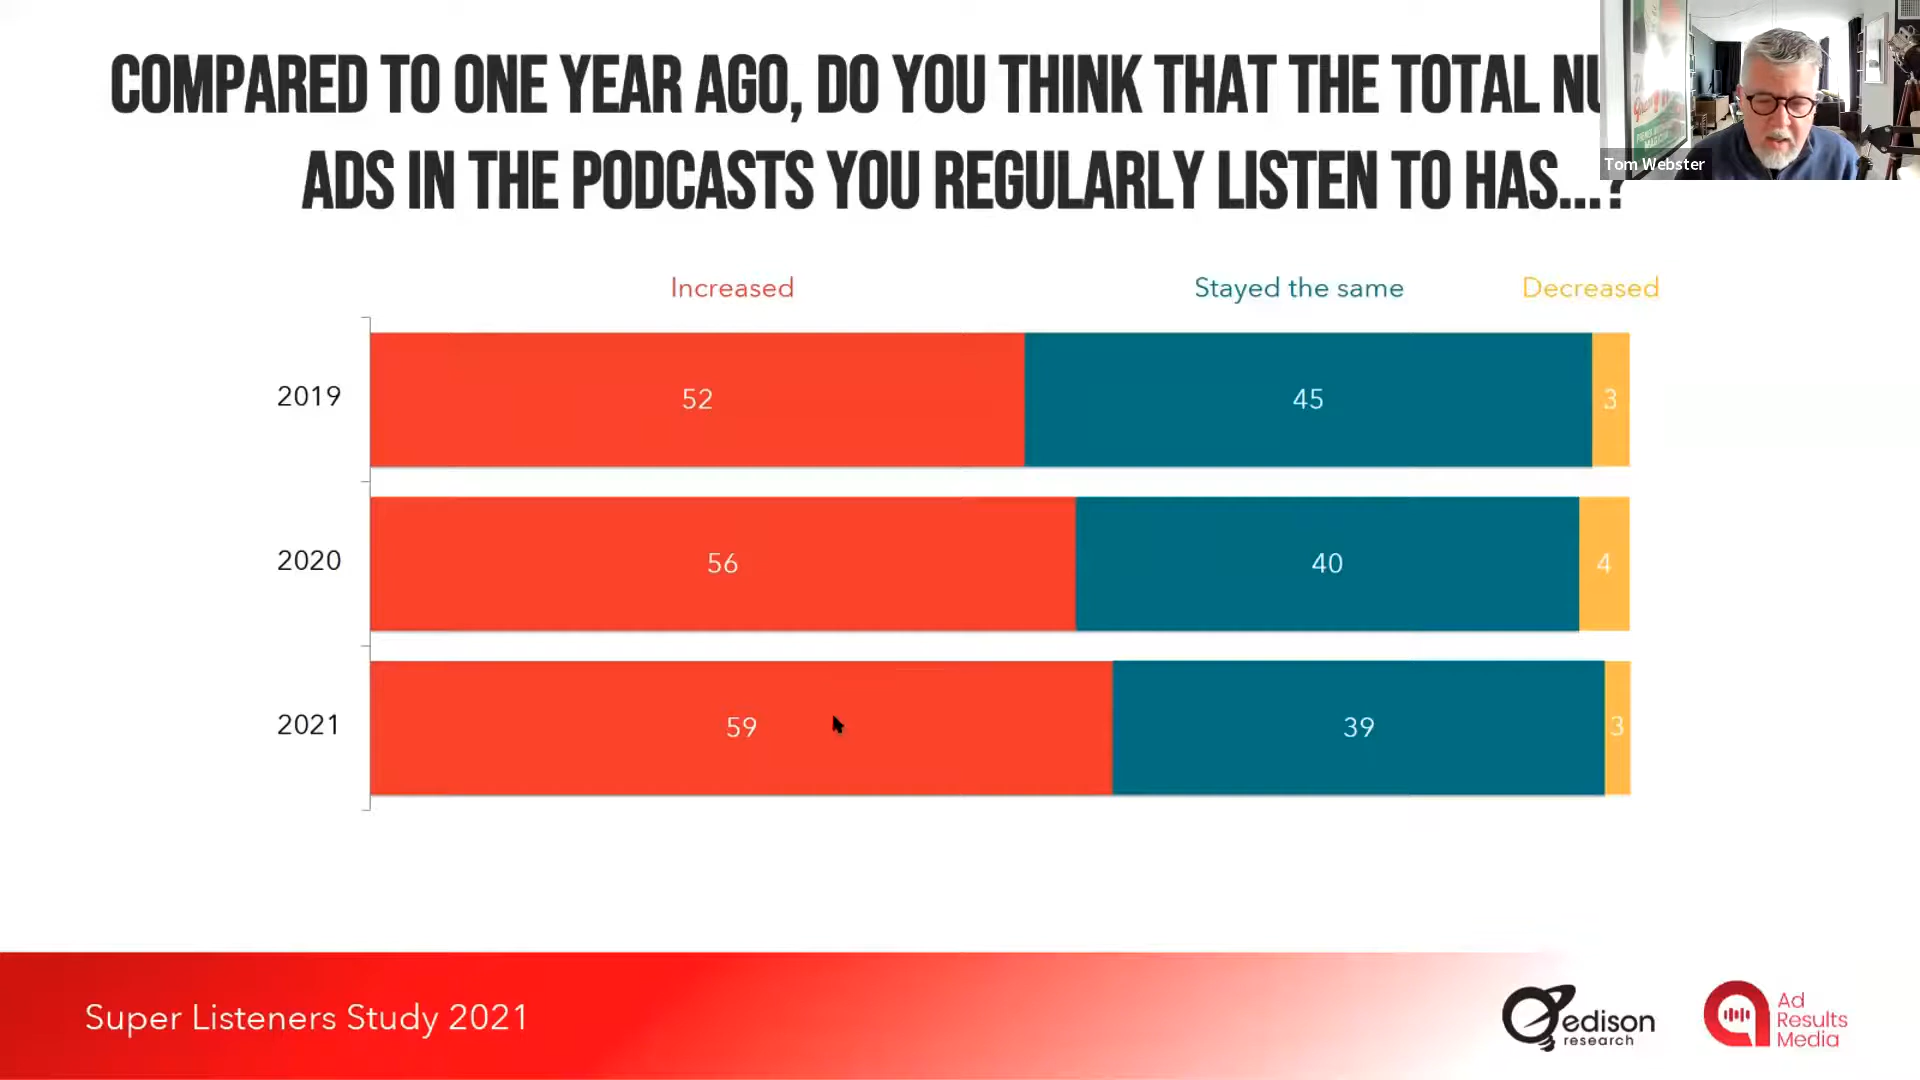 COMPARED TO ONE YEAR AGO, DO YOU THINK THAT THE TOTAL
ADS IN THE PODCASTS YOU REGULARLY LISTEN TO HAS...?
Tom Webster
Increased Stayed the same Decreased
2019 52 45 3
2020 56 40 4
2021 59 39 3
Super Listeners Study 2021
edison
research
Ad
Results
Media